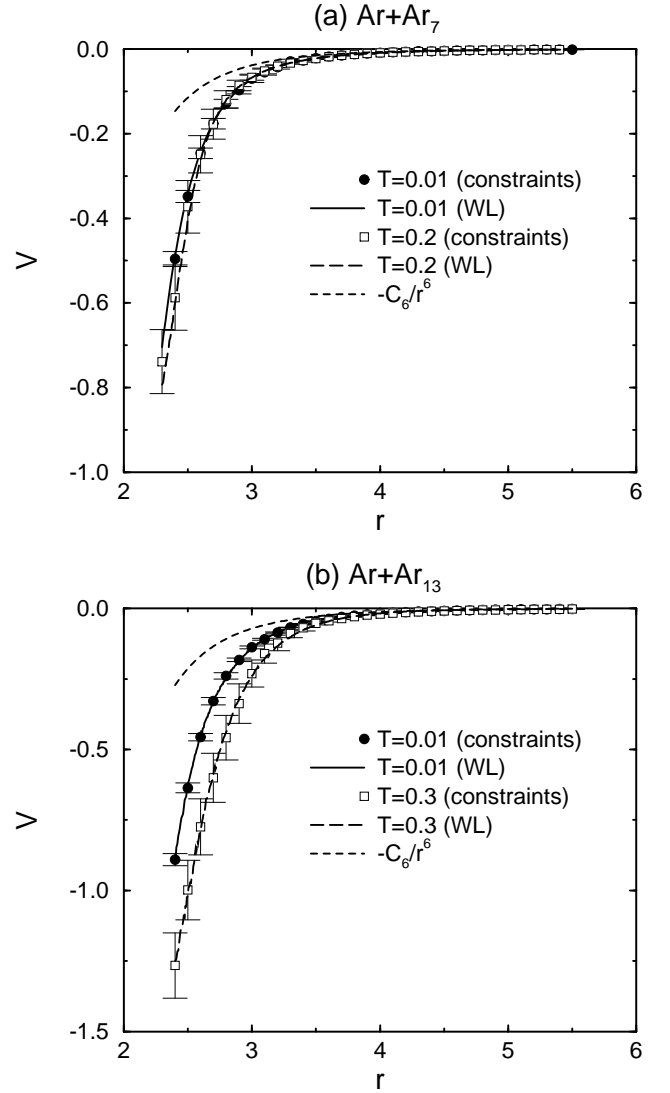 (a) Ar+Ar₇
0.0
-0.2
-0.4
-0.6
-0.8
-1.0
V
T=0.01 (constraints)
T=0.01 (WL)
T=0.2 (constraints)
T=0.2 (WL)
-C₆/r⁶
2 3 4 5 6
r
(b) Ar+Ar₁₃
0.0
-0.5
-1.0
-1.5
V
T=0.01 (constraints)
T=0.01 (WL)
T=0.3 (constraints)
T=0.3 (WL)
-C₆/r⁶
2 3 4 5 6
r